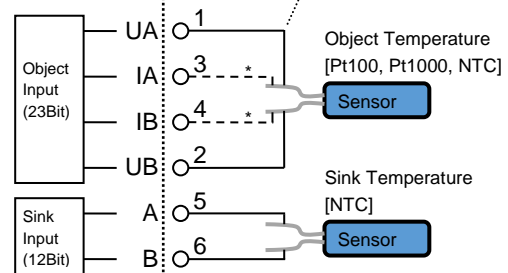 UA 1
Object Temperature
[Pt100, Pt1000, NTC]
Object
Input
(23Bit)
IA 3 *
Sensor
IB 4 *
UB 2
Sink Temperature
[NTC]
Sink
Input
(12Bit)
A 5
Sensor
B 6